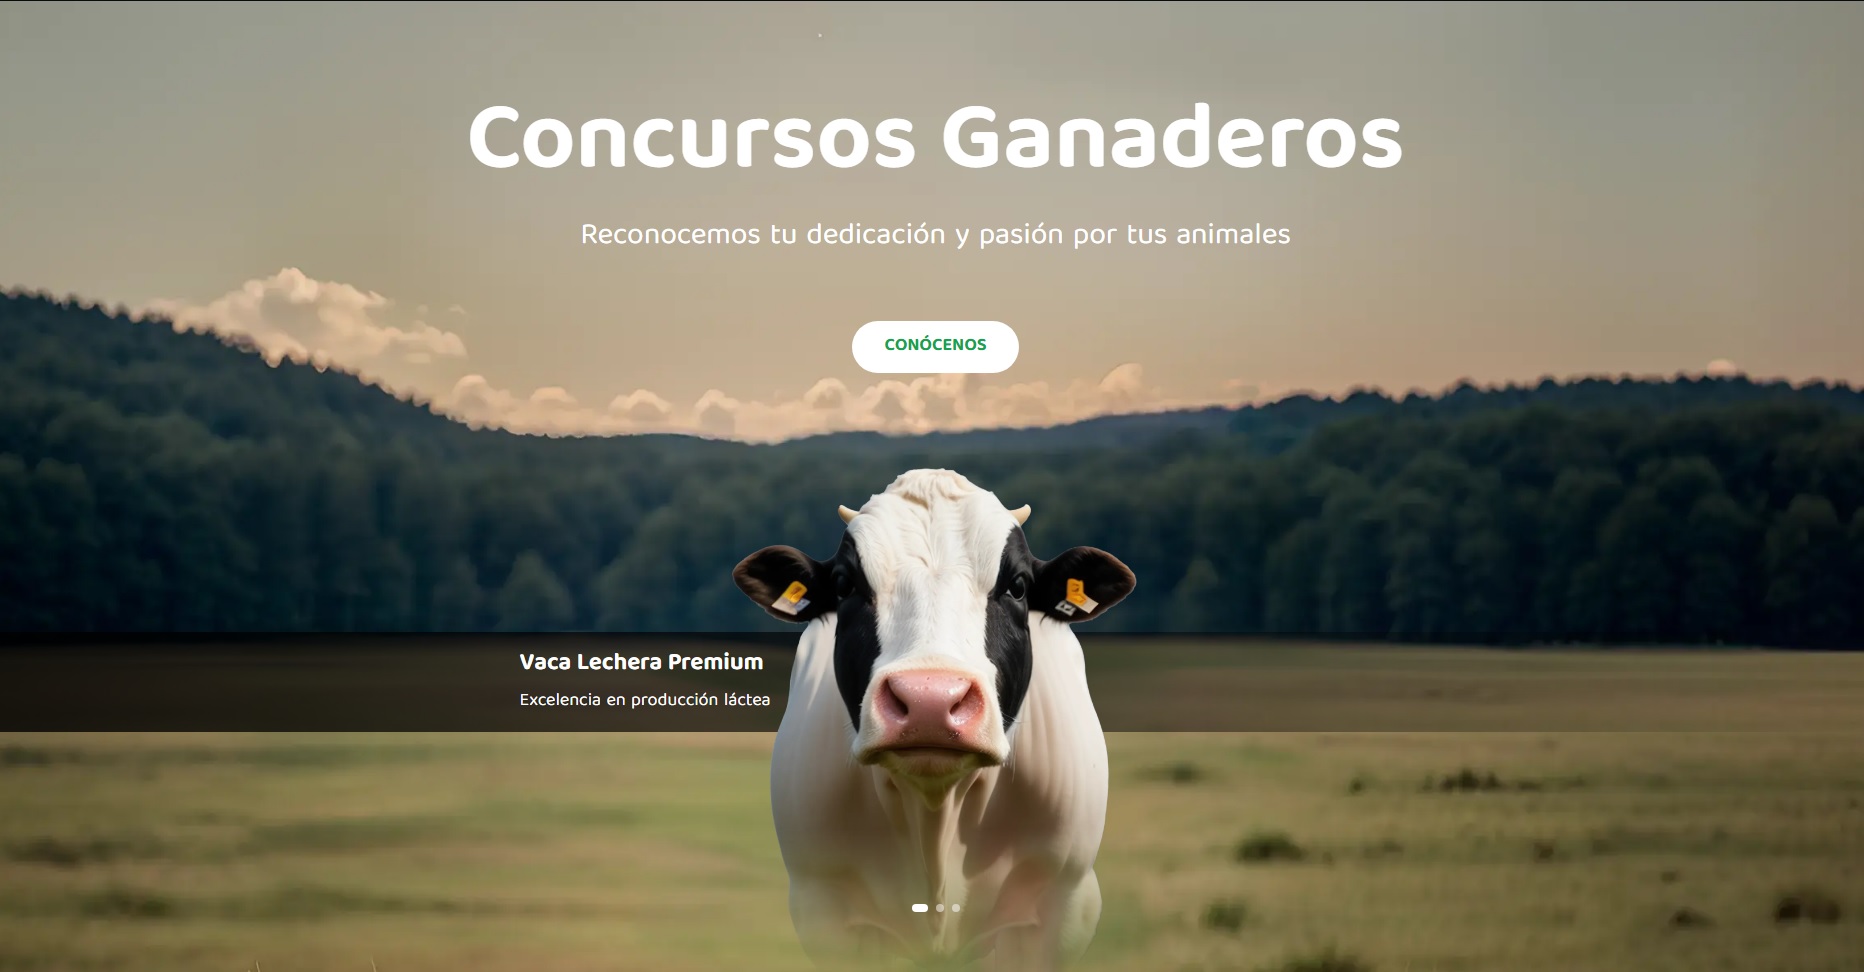 Concursos Ganaderos
Reconocemos tu dedicación y pasión por tus animales
CONÓCENOS
Vaca Lechera Premium
Excelencia en producción láctea